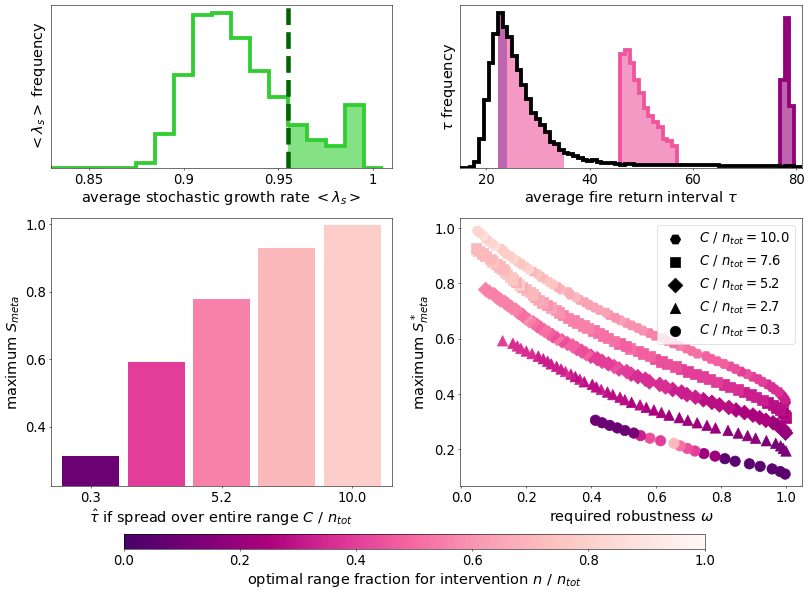 < λs > frequency
0.85 0.9 0.95 1
average stochastic growth rate < λs >
τ frequency
20 40 60 80
average fire return interval τ
maximum Smeta
1.0
0.8
0.6
0.4
0.3 5.2 10.0
τ̂ if spread over entire range C / ntot
maximum S*meta
1.0
0.8
0.6
0.4
0.2
C / ntot = 10.0
C / ntot = 7.6
C / ntot = 5.2
C / ntot = 2.7
C / ntot = 0.3
0.0 0.2 0.4 0.6 0.8 1.0
required robustness ω
0.0 0.2 0.4 0.6 0.8 1.0
optimal range fraction for intervention n / ntot